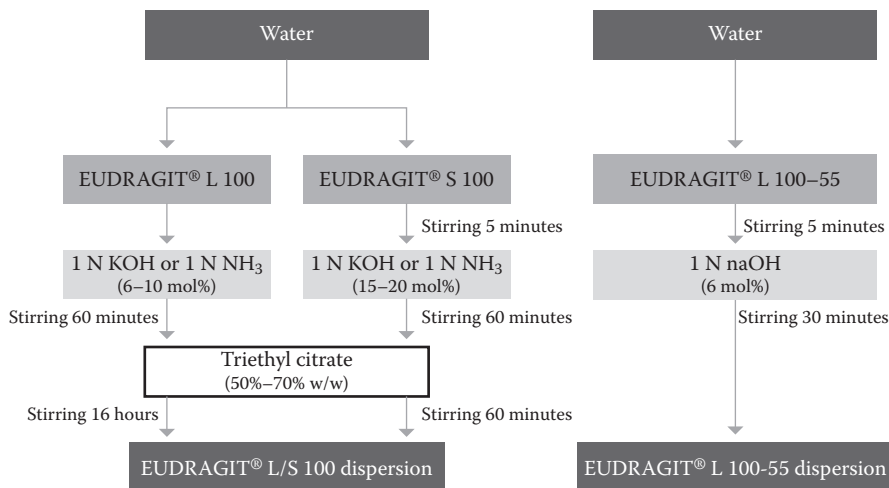 Water
Water
EUDRAGIT® L 100
EUDRAGIT® S 100
EUDRAGIT® L 100–55
Stirring 5 minutes
Stirring 5 minutes
1 N KOH or 1 N NH₃
(6–10 mol%)
1 N KOH or 1 N NH₃
(15–20 mol%)
1 N naOH
(6 mol%)
Stirring 60 minutes
Stirring 60 minutes
Stirring 30 minutes
Triethyl citrate
(50%–70% w/w)
Stirring 16 hours
Stirring 60 minutes
EUDRAGIT® L/S 100 dispersion
EUDRAGIT® L 100-55 dispersion